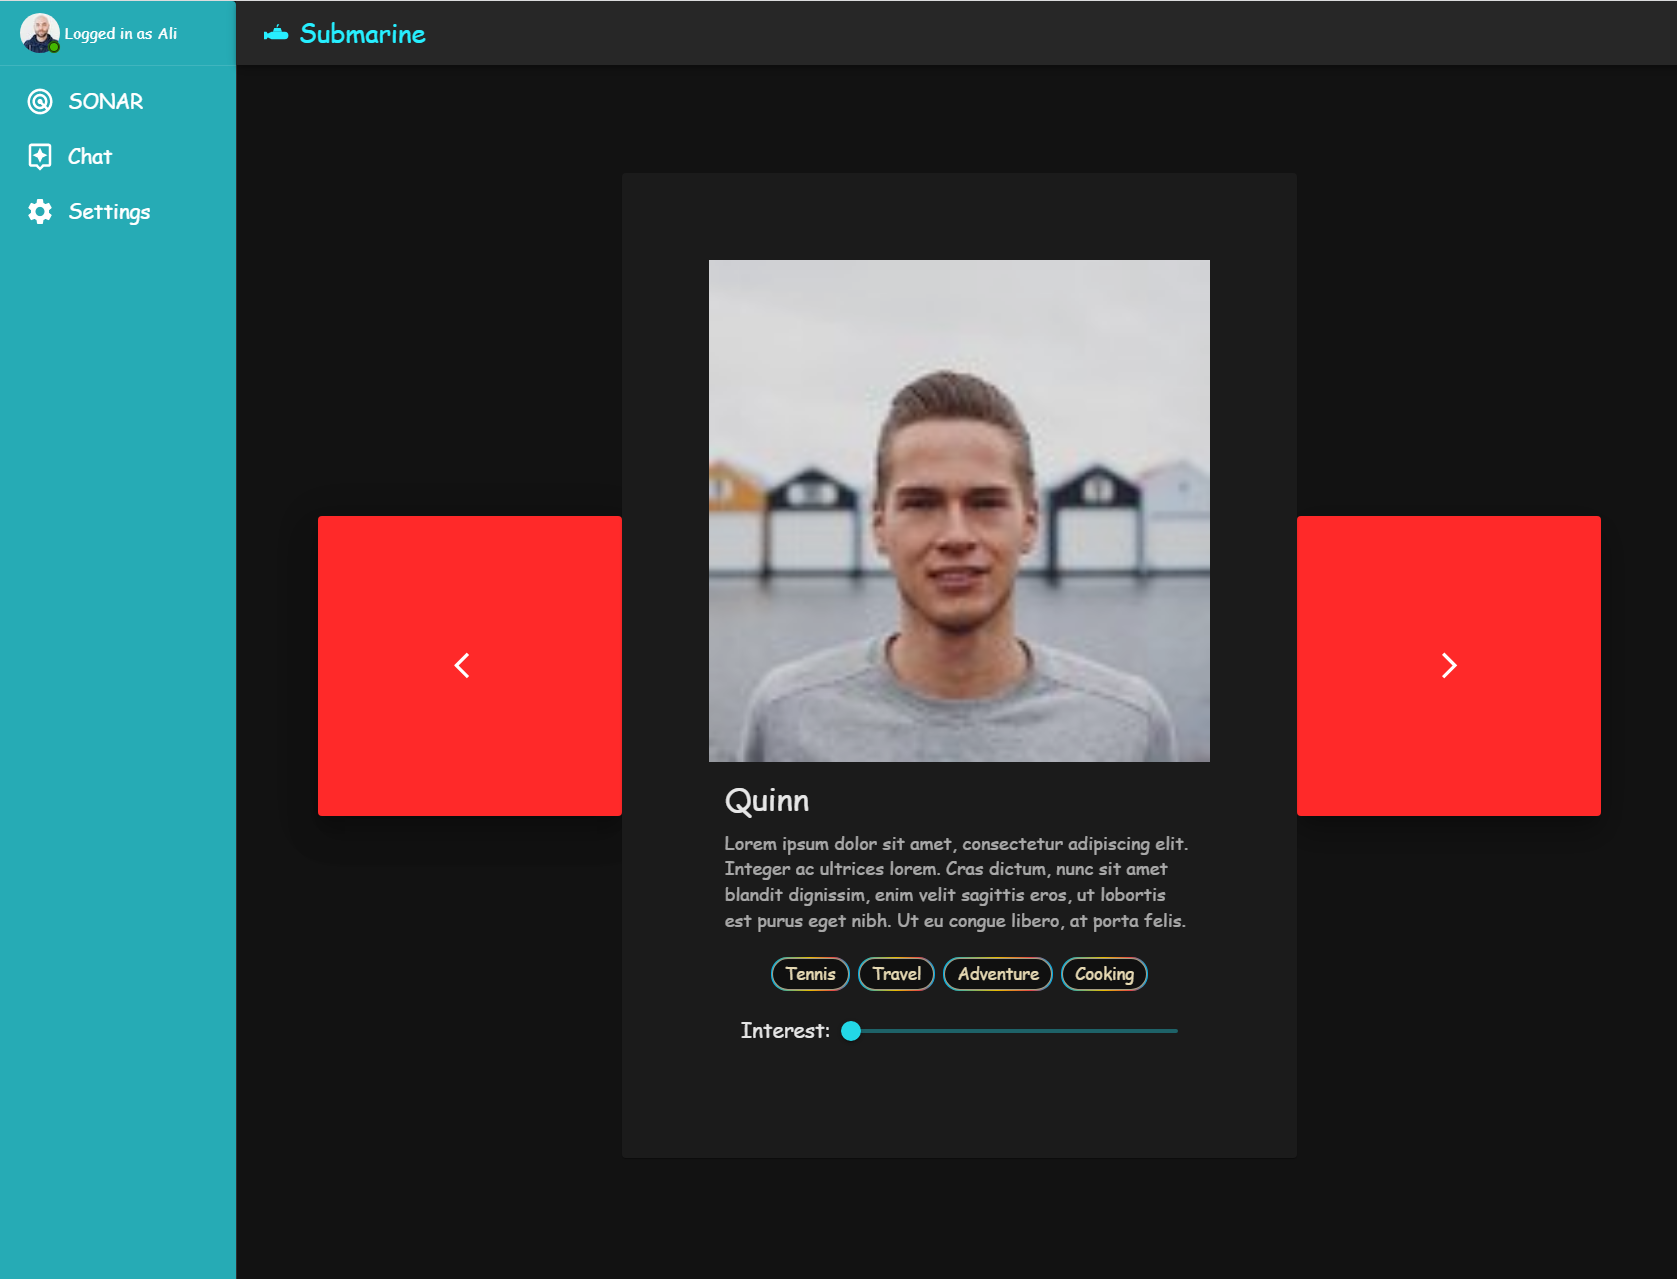 Logged in as Ali
Submarine
SONAR
Chat
Settings
Quinn
Lorem ipsum dolor sit amet, consectetur adipiscing elit.
Integer ac ultrices lorem. Cras dictum, nunc sit amet
blandit dignissim, enim velit sagittis eros, ut lobortis
est purus eget nibh. Ut eu congue libero, at porta felis.
Tennis Travel Adventure Cooking
Interest: